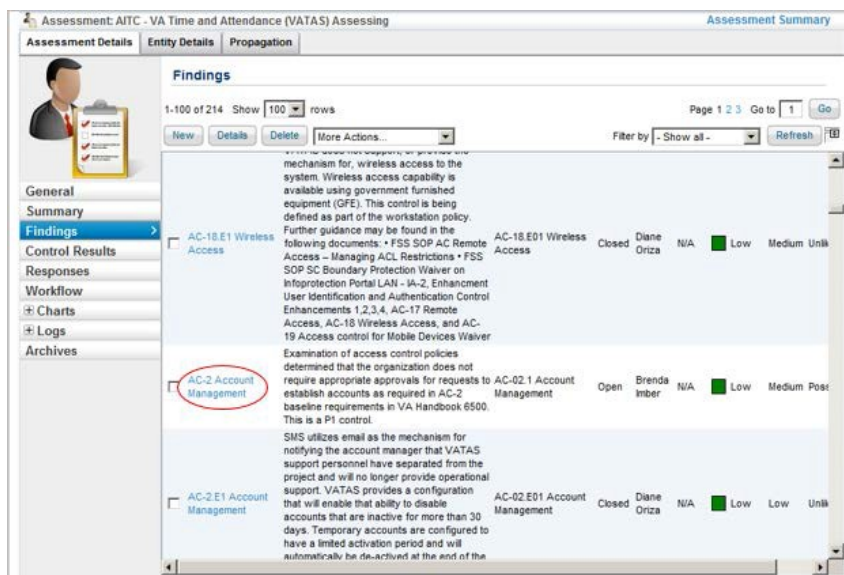 Assessment: AITC - VA Time and Attendance (VATAS) Assessing
Assessment Summary
Assessment Details
Entity Details
Propagation
Findings
1-100 of 214 Show 100 rows
Page 1 2 3 Go to 1 Go
New
Details
Delete
More Actions...
Filter by - Show all -
Refresh
General
Summary
Findings
Control Results
Responses
Workflow
Charts
Logs
Archives
AC-18.E1 Wireless
Access
mechanism for, wireless access to the
system. Wireless access capability is
available using government furnished
equipment (GFE). This control is being
defined as part of the workstation policy.
Further guidance may be found in the
following documents: • FSS SOP AC Remote
Access – Managing ACL Restrictions • FSS
SOP SC Boundary Protection Waiver on
Infoprotection Portal LAN - IA-2, Enhancment
User Identification and Authentication Control
Enhancements 1,2,3,4, AC-17 Remote
Access, AC-18 Wireless Access, and AC-
19 Access control for Mobile Devices Waiver
AC-18.E01 Wireless
Access
Closed
Diane
Oriza
N/A
Low
Medium
Unlik
AC-2 Account
Management
Examination of access control policies
determined that the organization does not
require appropriate approvals for requests to
establish accounts as required in AC-2
baseline requirements in VA Handbook 6500.
This is a P1 control.
AC-02.1 Account
Management
Open
Brenda
Imber
N/A
Low
Medium
Poss
AC-2.E1 Account
Management
SMS utilizes email as the mechanism for
notifying the account manager that VATAS
support personnel have separated from the
project and will no longer provide operational
support. VATAS provides a configuration
that will enable that ability to disable
accounts that are inactive for more than 30
days. Temporary accounts are configured to
have a limited activation period and will
automatically be de-actived at the end of the
AC-02.E01 Account
Management
Closed
Diane
Oriza
N/A
Low
Low
Unlik